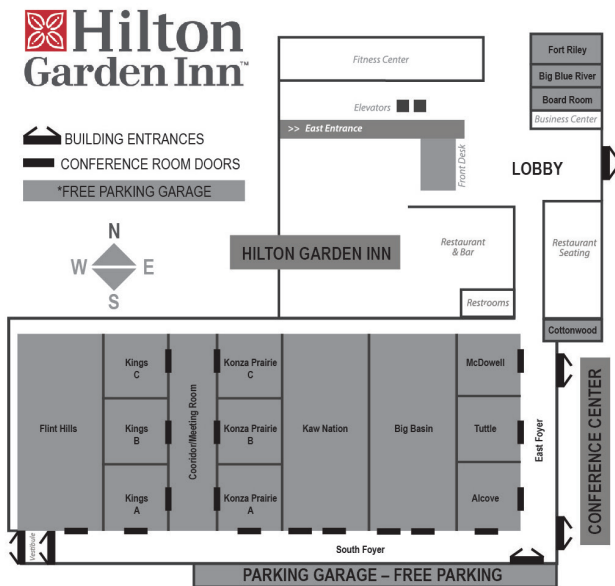 Hilton
Garden Inn™
BUILDING ENTRANCES
CONFERENCE ROOM DOORS
*FREE PARKING GARAGE
N
W E
S
Fitness Center
Elevators
>> East Entrance
Front Desk
Fort Riley
Big Blue River
Board Room
Business Center
LOBBY
HILTON GARDEN INN
Restaurant
& Bar
Restrooms
Restaurant
Seating
Cottonwood
Flint Hills
Kings
C
Kings
B
Kings
A
Cooridor/Meeting Room
Konza Prairie
C
Konza Prairie
B
Konza Prairie
A
Kaw Nation
Big Basin
McDowell
Tuttle
Alcove
East Foyer
CONFERENCE CENTER
Vestibule
South Foyer
PARKING GARAGE – FREE PARKING